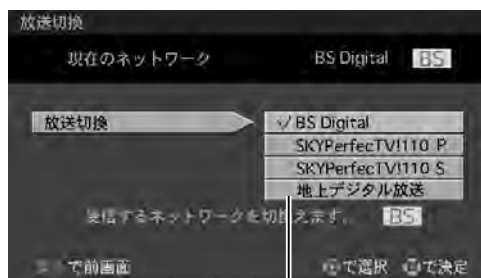 放送切換
現在のネットワーク BS Digital BS
放送切換 √BS Digital
SKYPerfecTV!110 P
SKYPerfecTV!110 S
地上デジタル放送
受信するネットワークを切換えます。 BS
で前画面 で選択 で決定